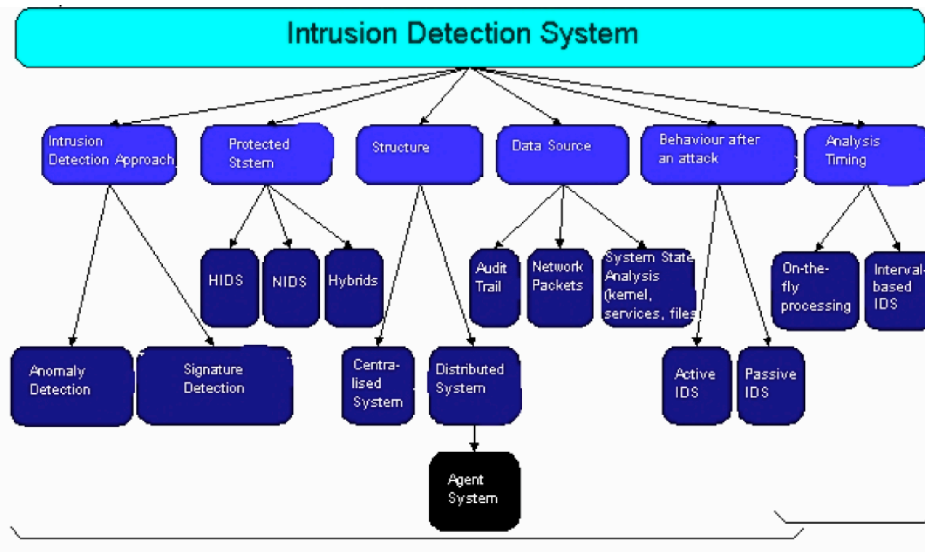 Intrusion Detection System
Intrusion
Detection Approach
Protected
Ststem
Structure
Data Source
Behaviour after
an attack
Analysis
Timing
HIDS
NIDS
Hybrids
Audit
Trail
Network
Packets
System State
Analysis
(kernel,
services, files
On-the-
fly
processing
Interval-
based
IDS
Anomaly
Detection
Signature
Detection
Centra-
lised
System
Distributed
System
Active
IDS
Passive
IDS
Agent
System